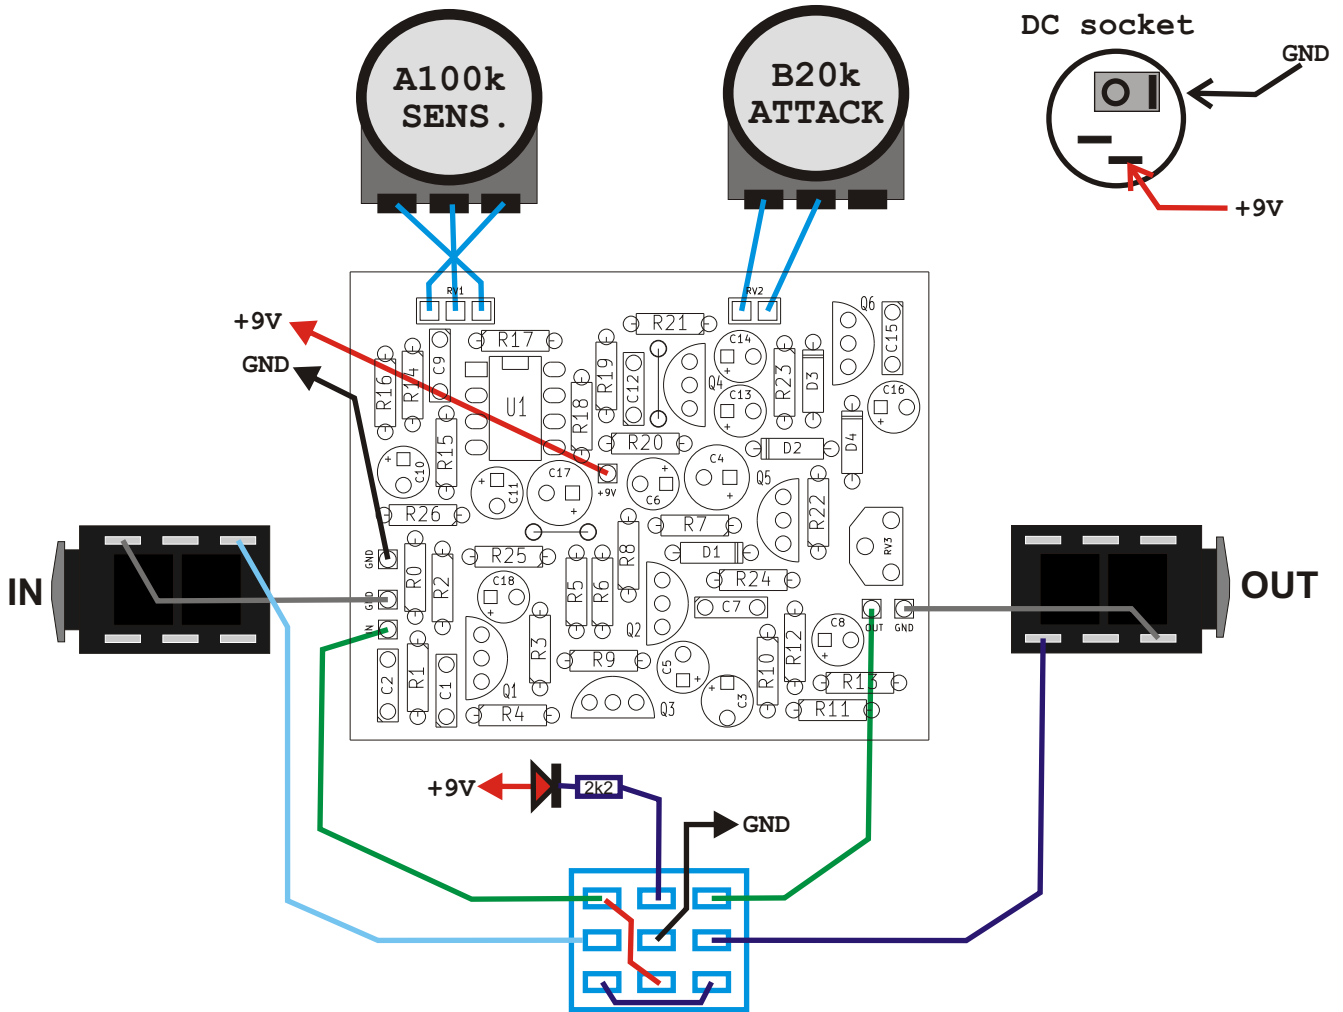 DC socket
GND
+9V
A100k
SENS.
B20k
ATTACK
RV1
RV2
Q6
+9V
GND
R17
R21
C14
C15
R16
R14
C9
R19
C12
Q4
R23
D3
C16
U1
R18
C13
R15
R20
D2
D4
C10
C11
C17
+9V
C6
C4
Q5
R22
R26
R7
RV3
GND
R0
R2
R25
R5
R6
R8
D1
R24
IN
OUT
GND
C18
C7
OUT
GND
IN
Q2
R3
R10
R12
C8
C2
R1
C1
Q1
R9
C5
C3
R13
R4
Q3
R11
+9V
2k2
GND